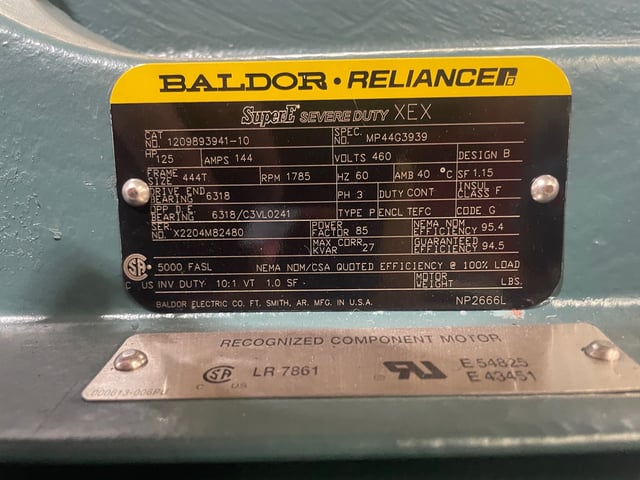 BALDOR • RELIANCE
Super-E SEVERE DUTY XEX
CAT. NO. 1209893941-10 SPEC. NO. MP44G3939
HP 125 AMPS 144 VOLTS 460 DESIGN B
FRAME SIZE 444T RPM 1785 HZ 60 AMB 40 °C SF 1.15
DRIVE END BEARING 6318 PH 3 DUTY CONT INSUL CLASS F
OPP D.E. BEARING 6318/C3VL0241 TYPE P ENCL TEFC CODE G
SER. NO. X2204M82480 POWER FACTOR 85 NEMA NOM EFFICIENCY 95.4
MAX CORR. KVAR 27 GUARANTEED EFFICIENCY 94.5
5000 FASL NEMA NOM/CSA QUOTED EFFICIENCY @ 100% LOAD
C US INV DUTY- 10:1 VT 1.0 SF MOTOR WEIGHT LBS.
BALDOR ELECTRIC CO. FT. SMITH, AR. MFG. IN U.S.A. NP2666L
RECOGNIZED COMPONENT MOTOR
C US LR 7861 E 54825
E 43451